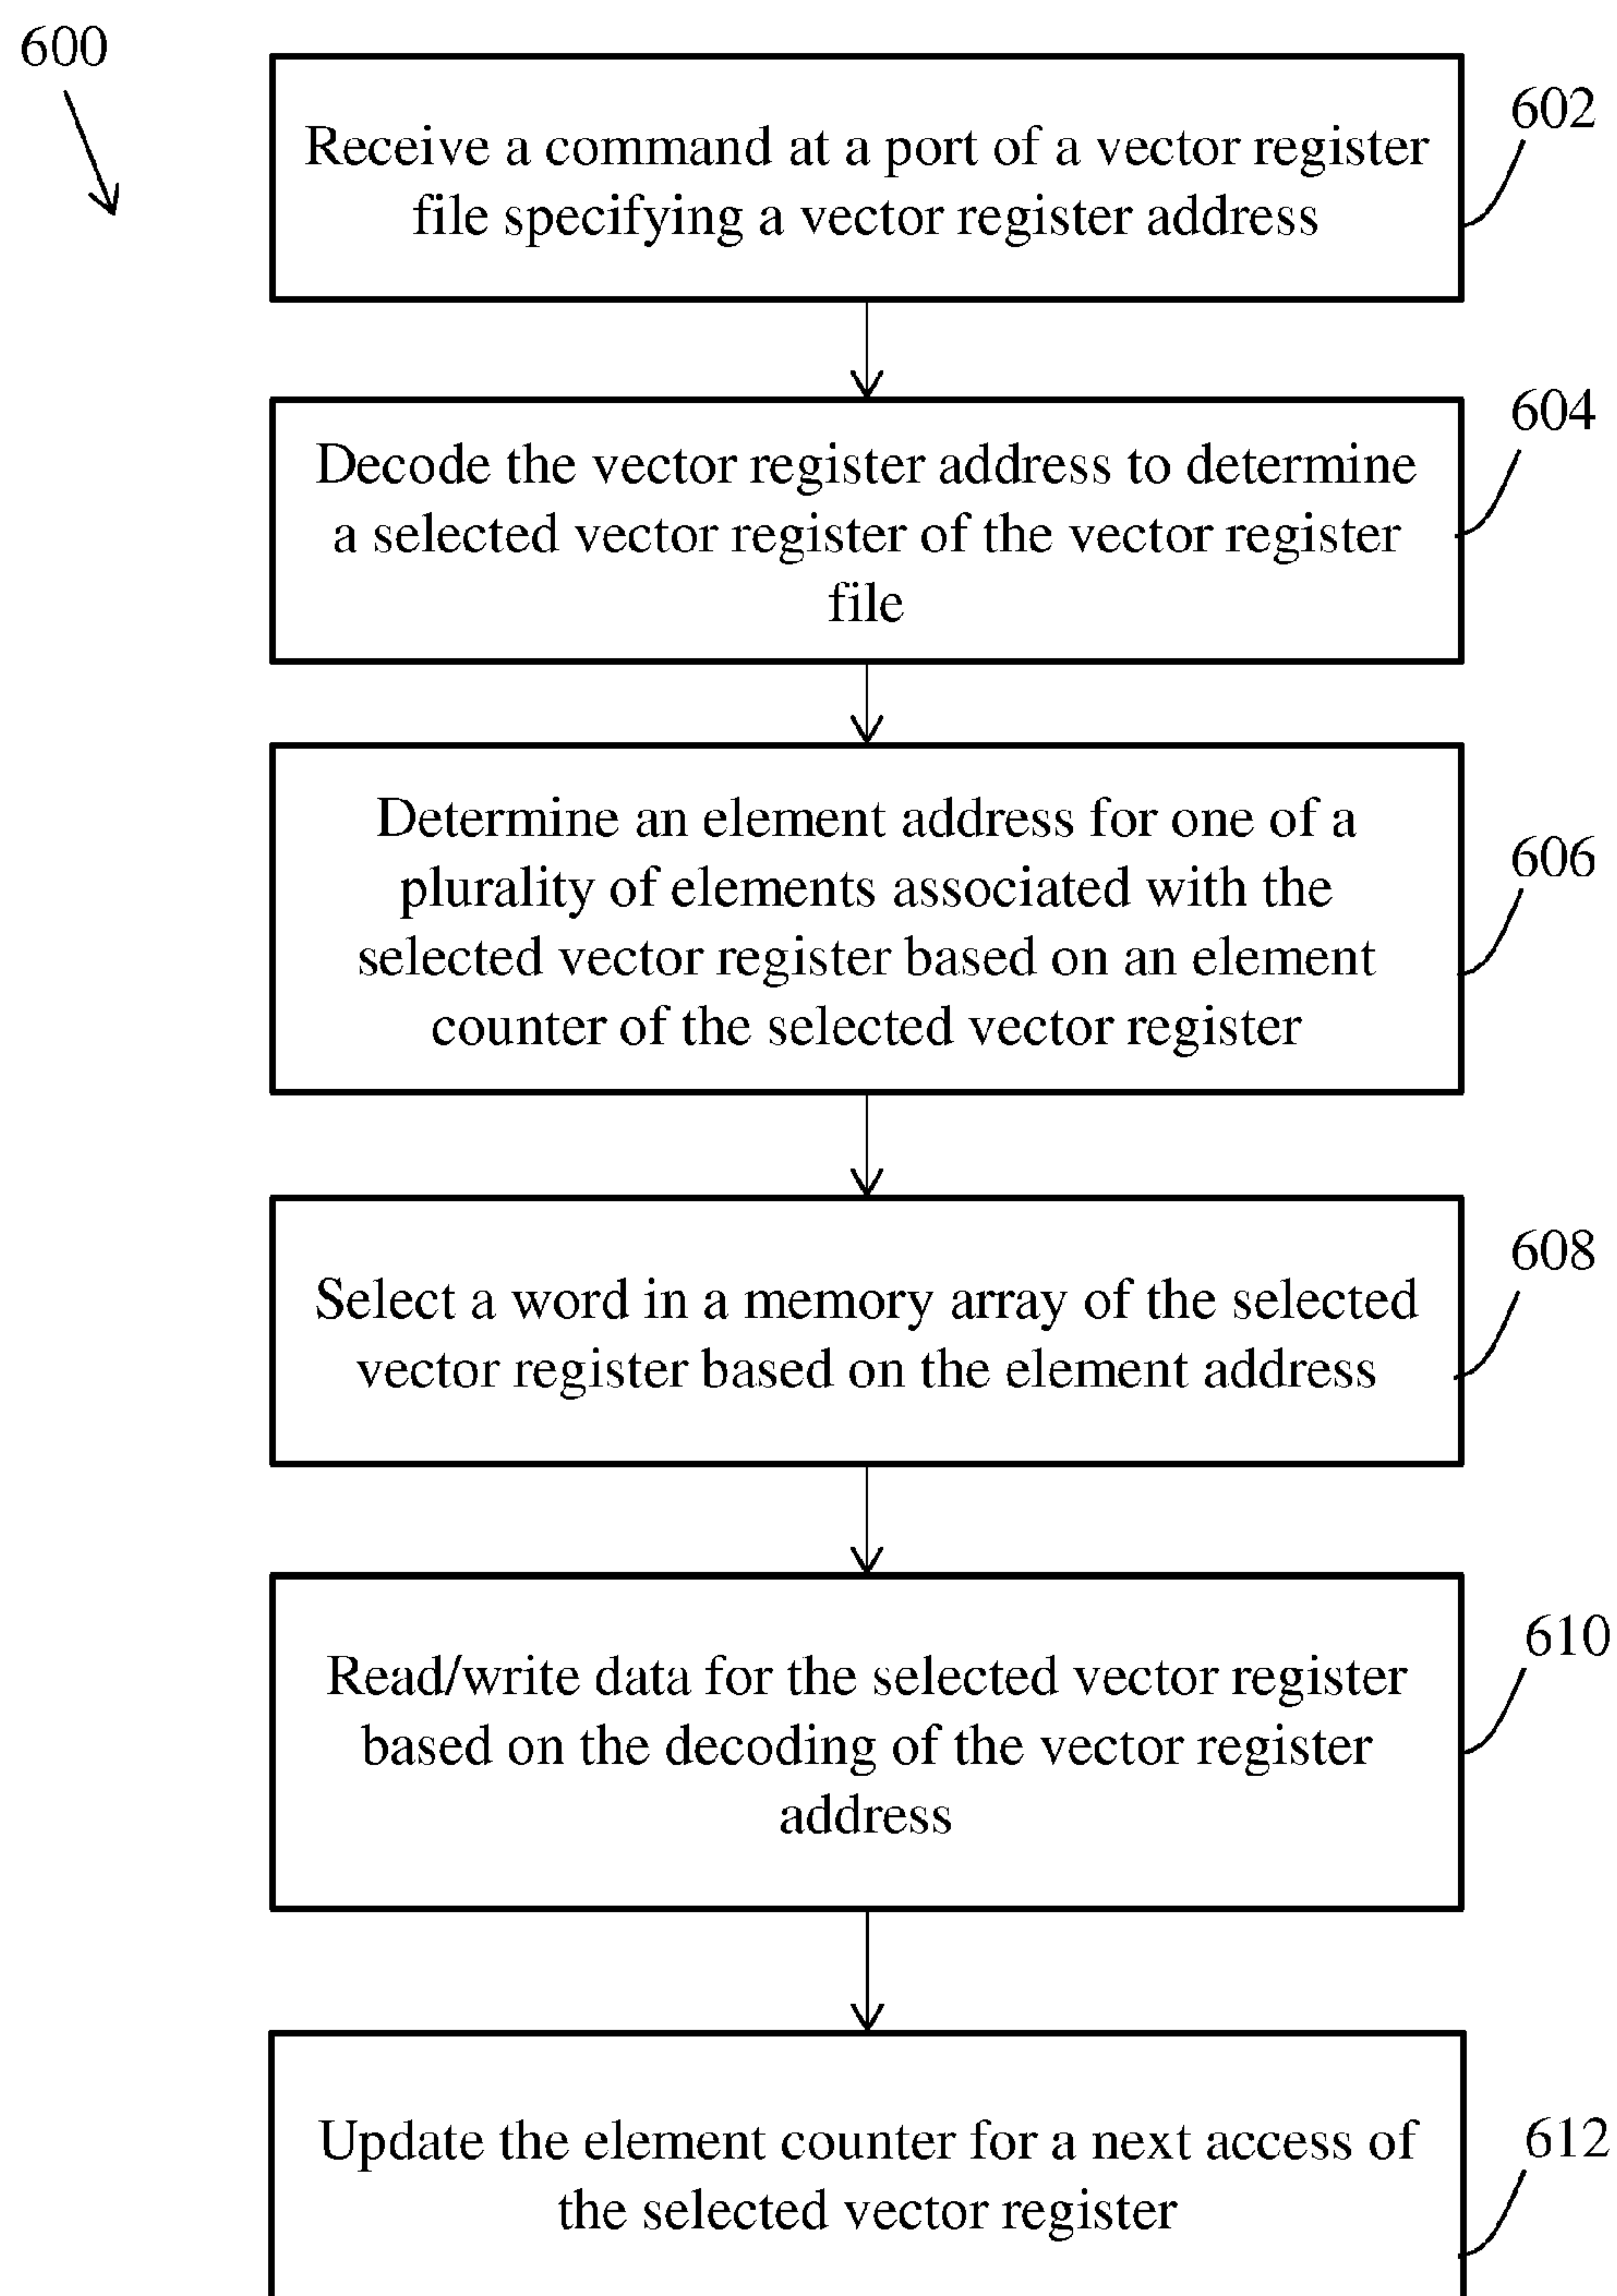 600
Receive a command at a port of a vector register
file specifying a vector register address
602
Decode the vector register address to determine
a selected vector register of the vector register
file
604
Determine an element address for one of a
plurality of elements associated with the
selected vector register based on an element
counter of the selected vector register
606
Select a word in a memory array of the selected
vector register based on the element address
608
Read/write data for the selected vector register
based on the decoding of the vector register
address
610
Update the element counter for a next access of
the selected vector register
612